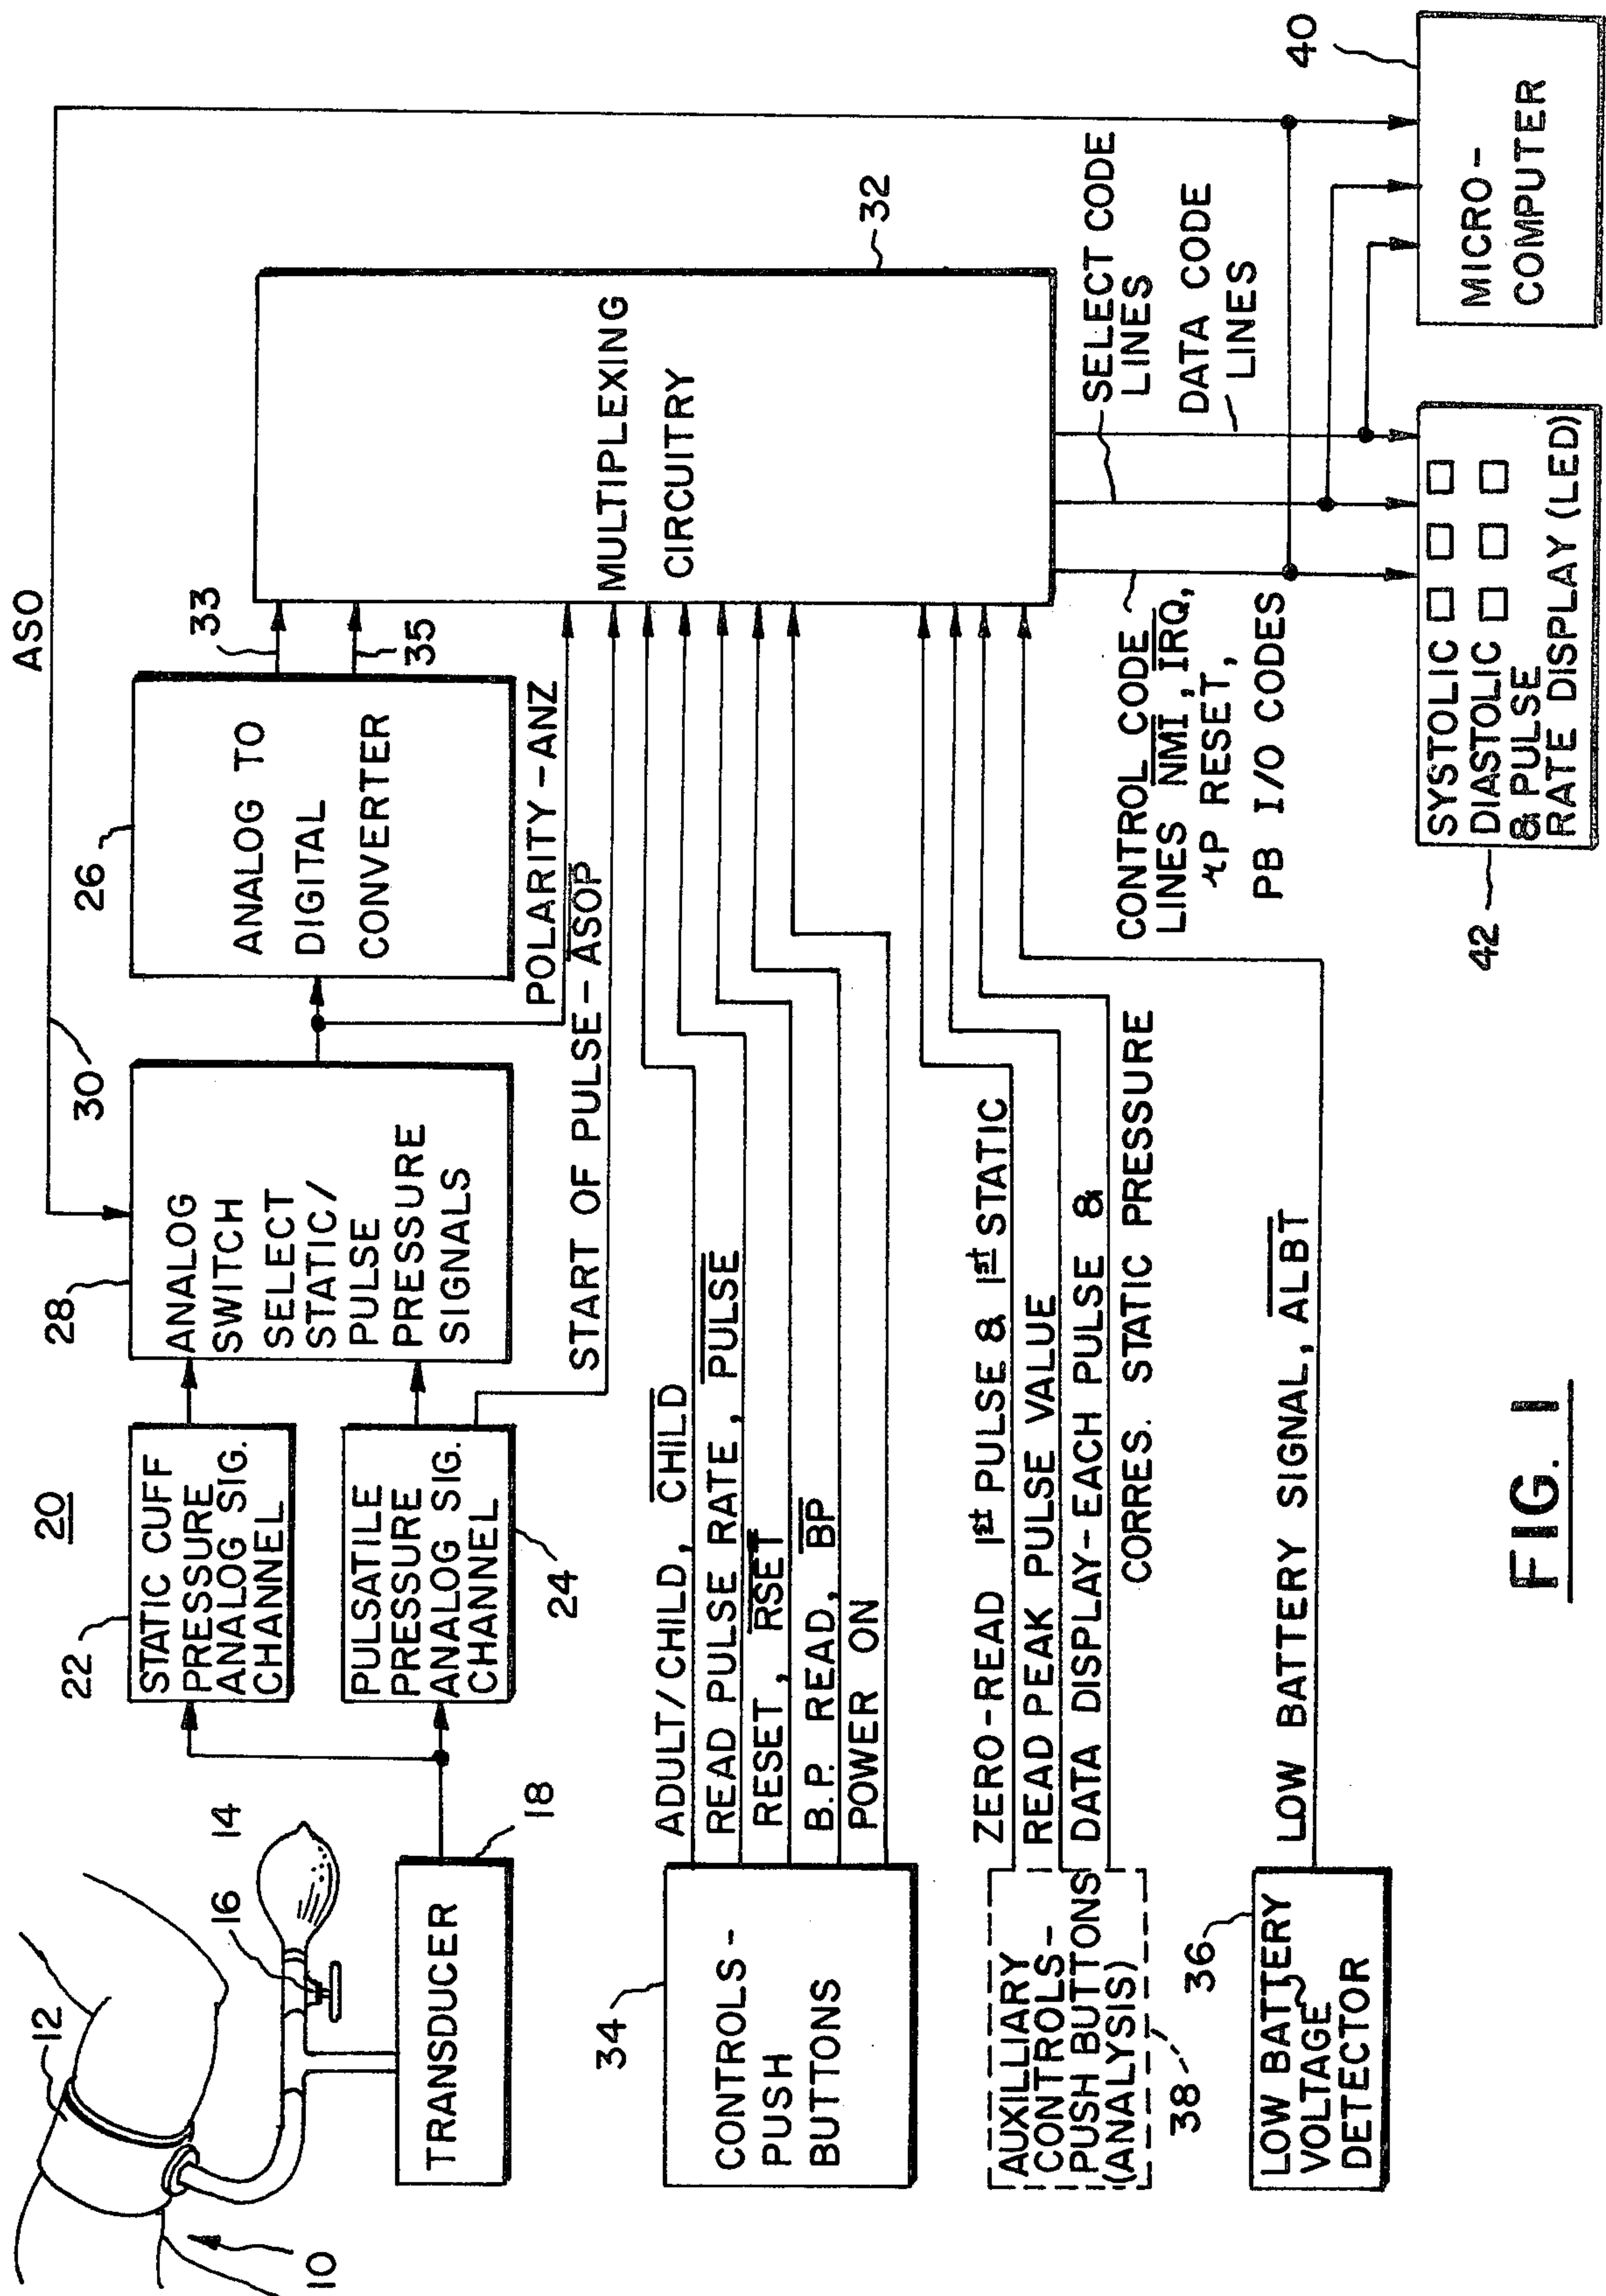 10
12
14
16
TRANSDUCER
18
20
22
STATIC CUFF
PRESSURE
ANALOG SIG.
CHANNEL
PULSATILE
PRESSURE
ANALOG SIG.
CHANNEL
24
28
ANALOG
SWITCH
SELECT
STATIC/
PULSE
PRESSURE
SIGNALS
30
ASO
26
ANALOG TO
DIGITAL
CONVERTER
33
35
POLARITY-ANZ
START OF PULSE-ASOP
MULTIPLEXING
CIRCUITRY
32
34
CONTROLS-
PUSH
BUTTONS
ADULT/CHILD, CHILD
READ PULSE RATE, PULSE
RESET, RSET
B.P. READ, BP
POWER ON
AUXILLIARY
CONTROLS-
PUSH BUTTONS
(ANALYSIS)
38
ZERO-READ 1st PULSE & 1st STATIC
READ PEAK PULSE VALUE
DATA DISPLAY-EACH PULSE &
CORRES. STATIC PRESSURE
36
LOW BATTERY
VOLTAGE
DETECTOR
LOW BATTERY SIGNAL, ALBT
CONTROL CODE
LINES NMI, IRQ,
μP RESET,
PB I/O CODES
SELECT CODE
LINES
DATA CODE
LINES
42
SYSTOLIC
DIASTOLIC
& PULSE
RATE DISPLAY (LED)
40
MICRO-
COMPUTER
FIG. 1